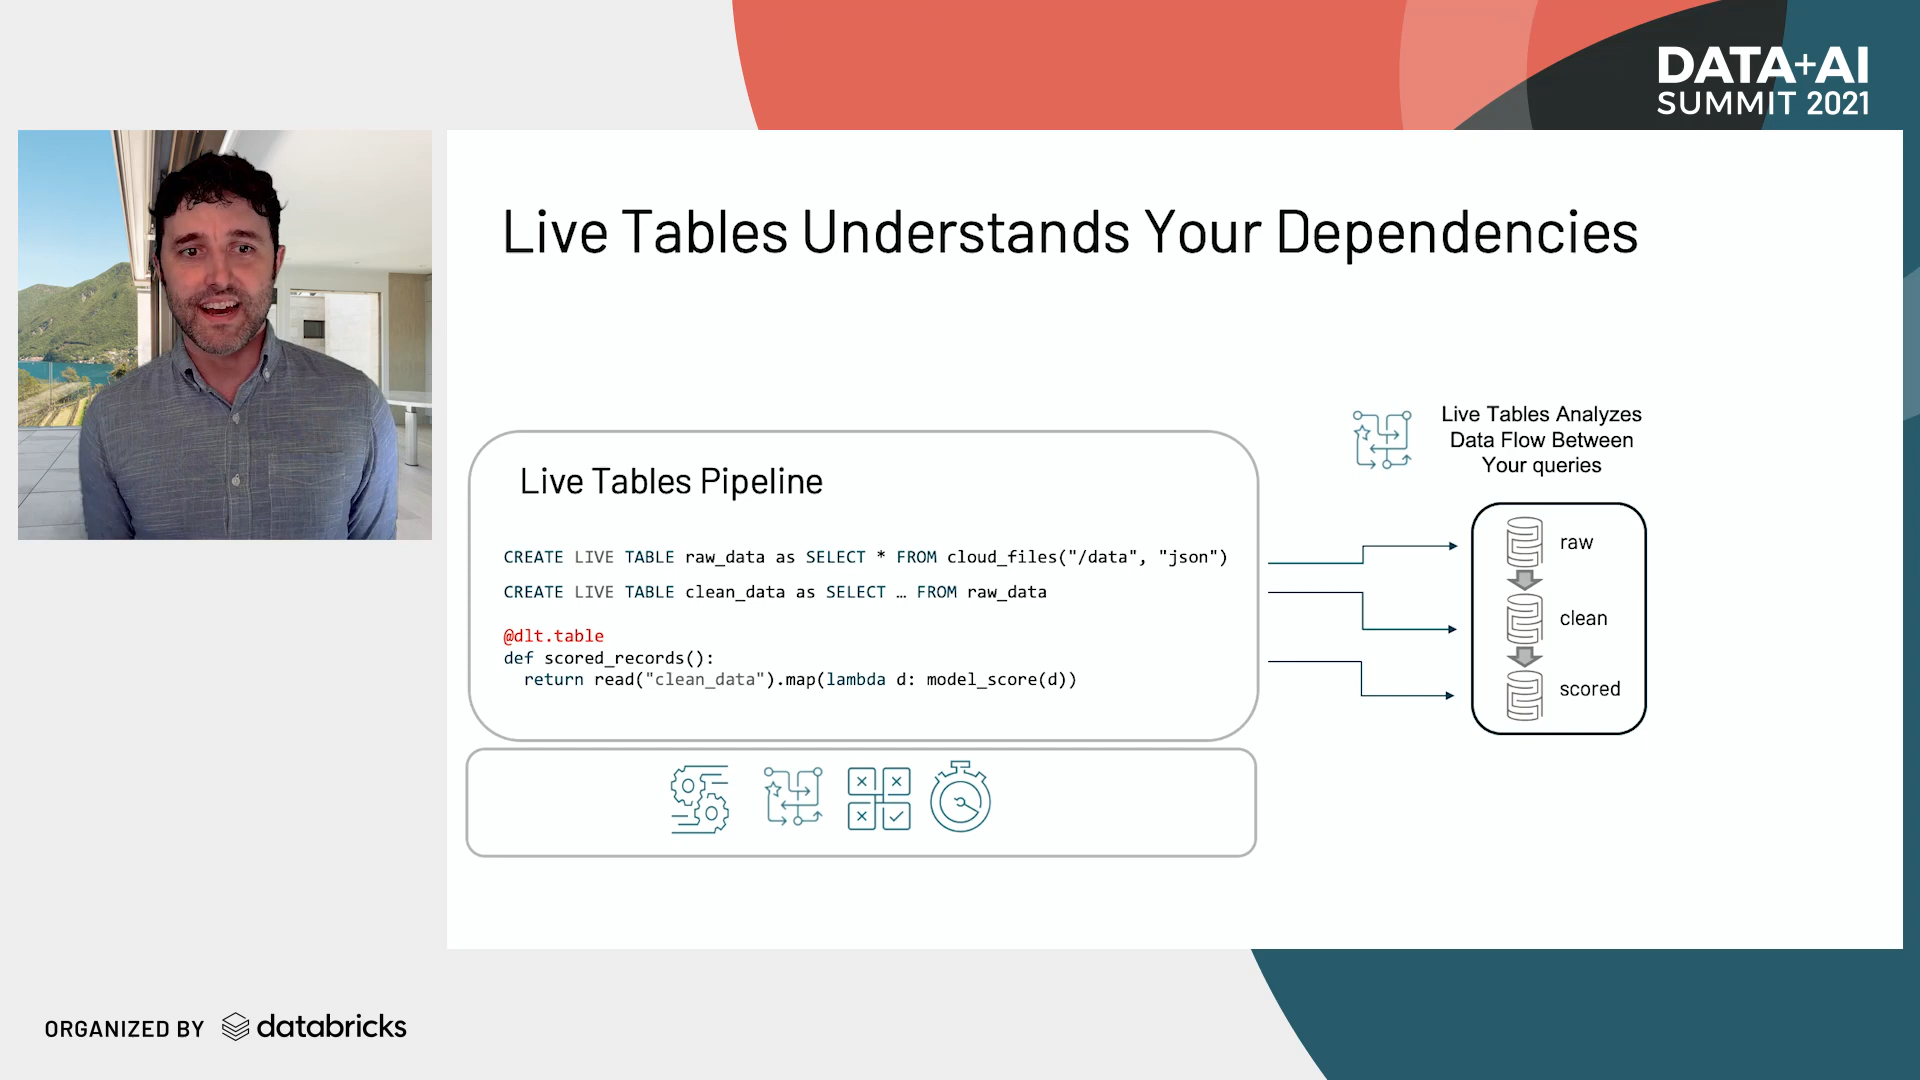 DATA+AI
SUMMIT 2021
Live Tables Understands Your Dependencies
Live Tables Pipeline
CREATE LIVE TABLE raw_data as SELECT * FROM cloud_files("/data", "json")
CREATE LIVE TABLE clean_data as SELECT … FROM raw_data
@dlt.table
def scored_records():
  return read("clean_data").map(lambda d: model_score(d))
Live Tables Analyzes
Data Flow Between
Your queries
raw
clean
scored
ORGANIZED BY databricks